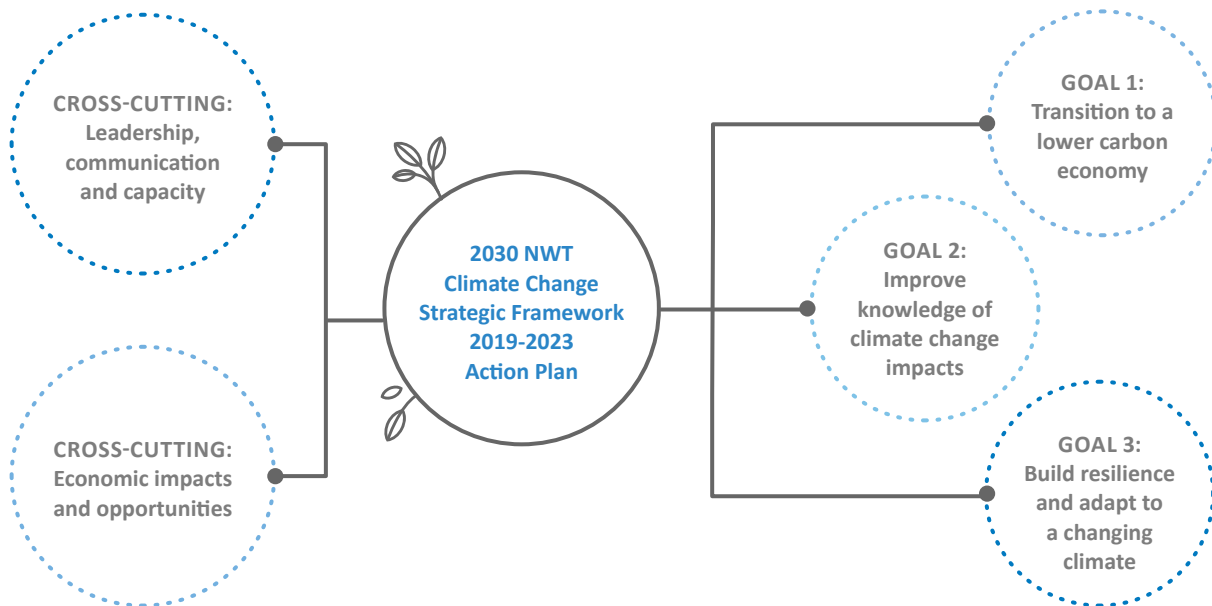 CROSS-CUTTING:
Leadership,
communication
and capacity
CROSS-CUTTING:
Economic impacts
and opportunities
2030 NWT
Climate Change
Strategic Framework
2019-2023
Action Plan
GOAL 1:
Transition to a
lower carbon
economy
GOAL 2:
Improve
knowledge of
climate change
impacts
GOAL 3:
Build resilience
and adapt to
a changing
climate